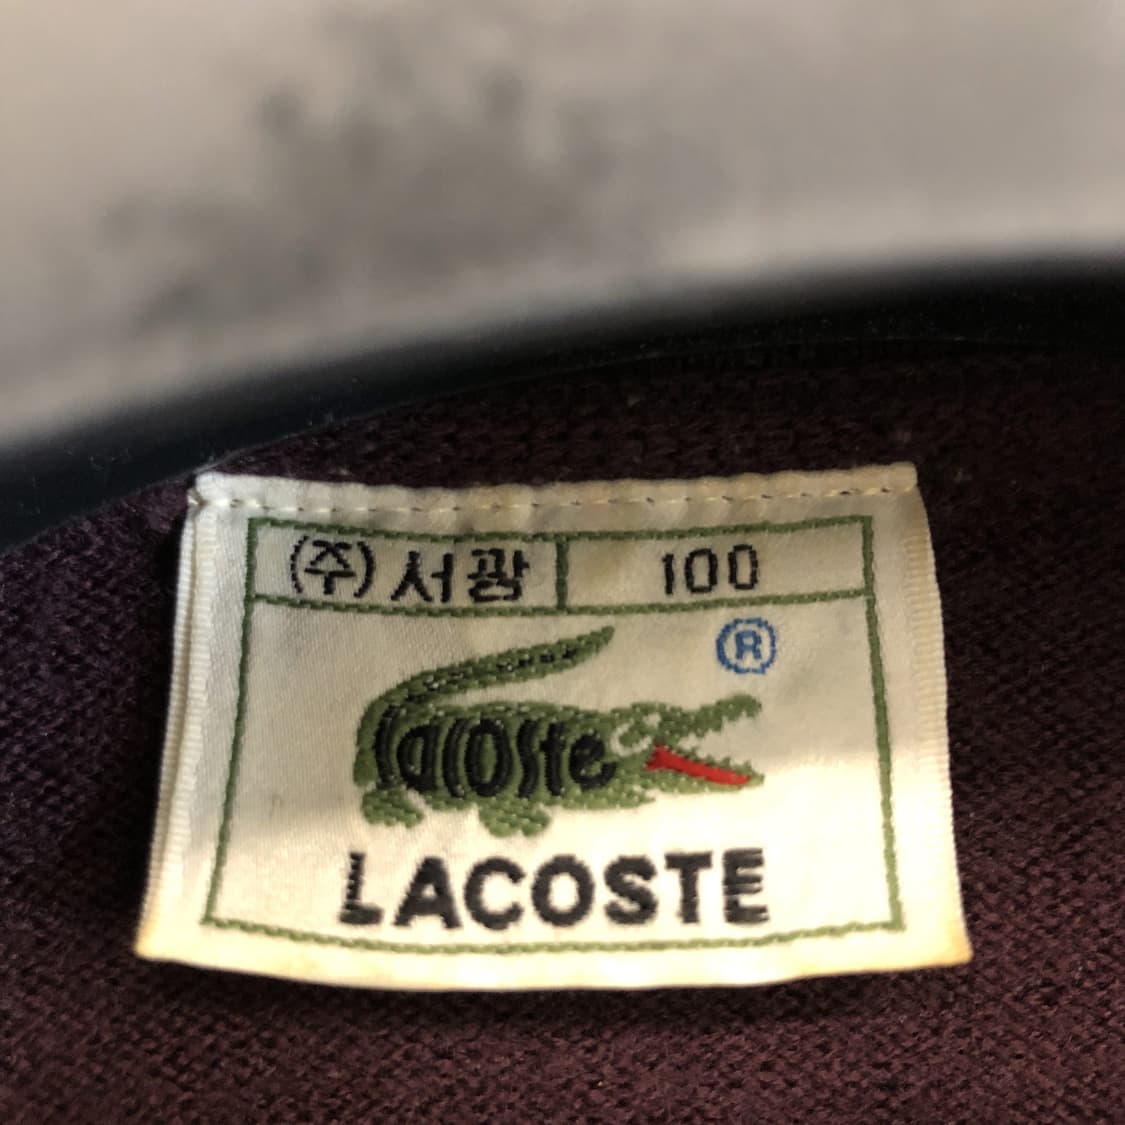 (주) 서광 100
®
lacoste
LACOSTE